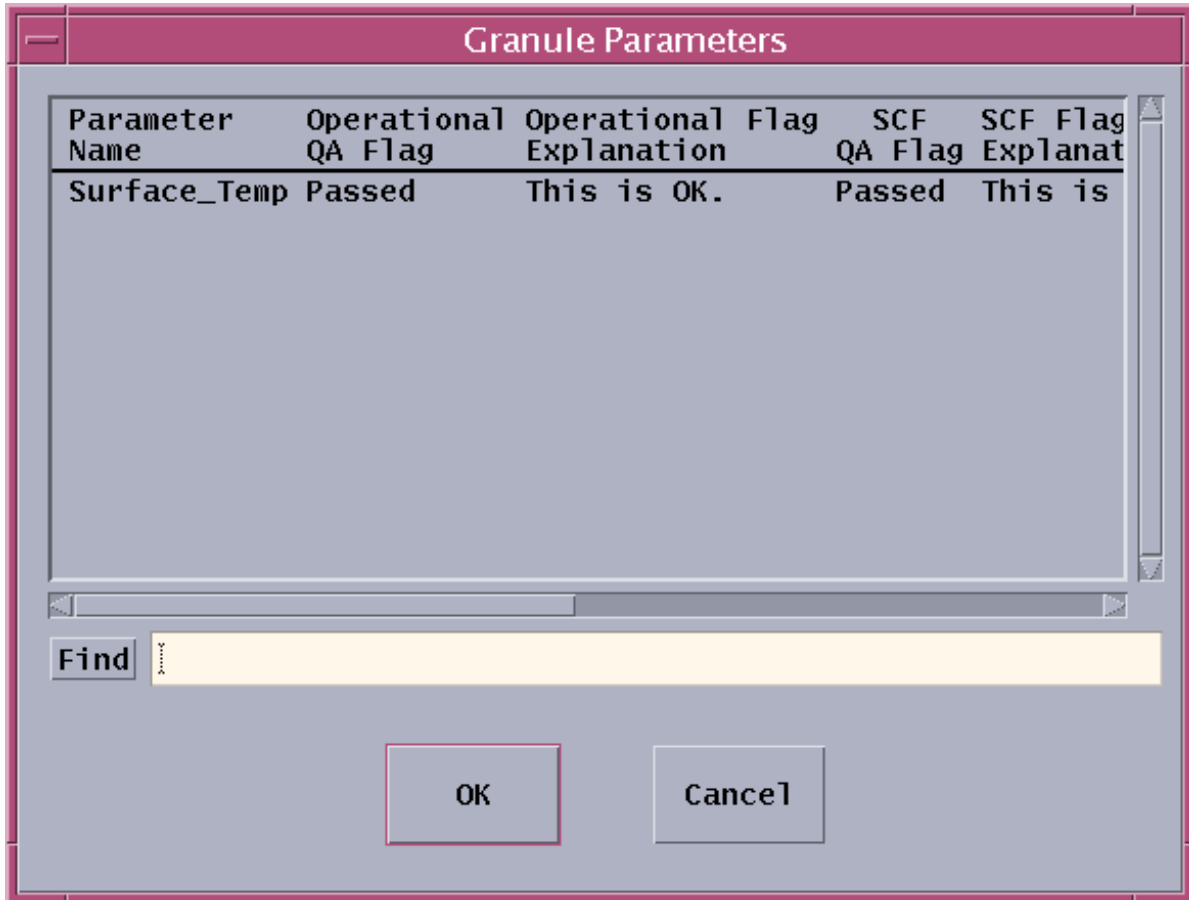 Granule Parameters
Parameter Operational Operational Flag SCF SCF Flag
Name QA Flag Explanation QA Flag Explanat
Surface_Temp Passed This is OK. Passed This is
Find
OK Cancel